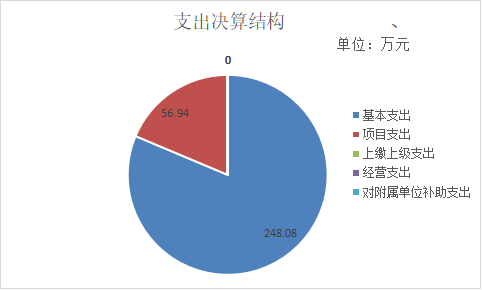 支出决算结构
、
单位：万元
0
56.94
248.08
基本支出
项目支出
上缴上级支出
经营支出
对附属单位补助支出